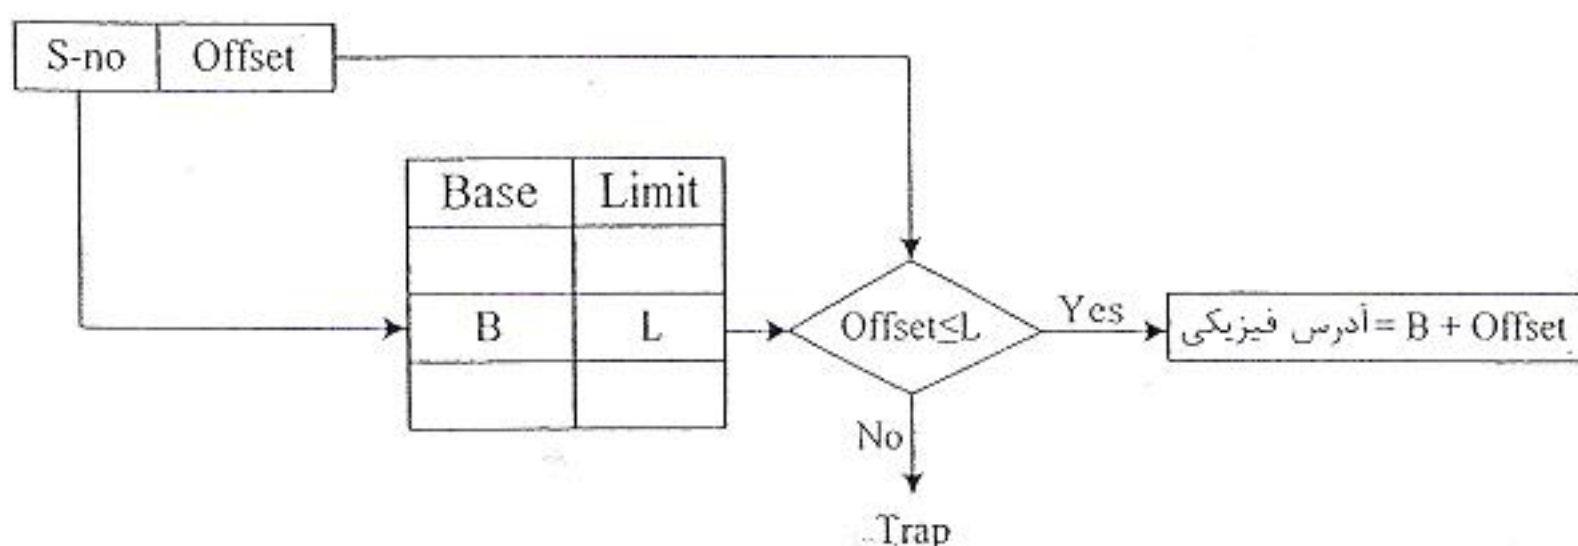 S-no Offset
Base Limit
B L
Offset≤L
Yes
آدرس فیزیکی = B + Offset
No
Trap